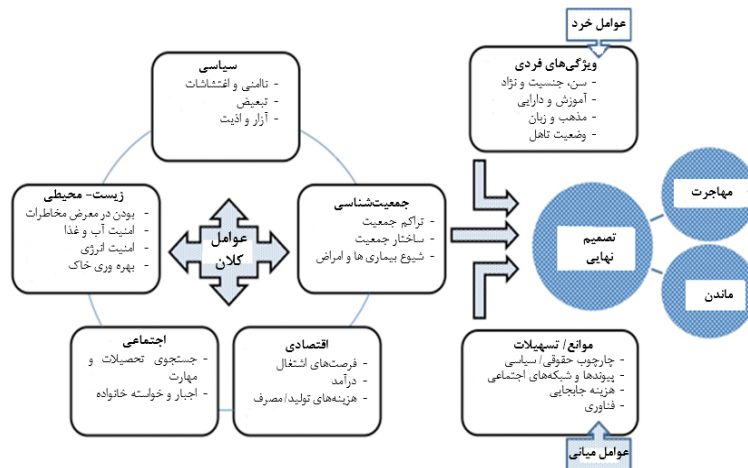 عوامل خرد
ویژگی‌های فردی
- سن، جنسیت و نژاد
- آموزش و دارایی
- مذهب و زبان
- وضعیت تاهل
سیاسی
- ناامنی و اغتشاشات
- تبعیض
- آزار و اذیت
زیست- محیطی
- بودن در معرض مخاطرات
- امنیت آب و غذا
- امنیت انرژی
- بهره وری خاک
عوامل
کلان
جمعیت‌شناسی
- تراکم جمعیت
- ساختار جمعیت
- شیوع بیماری ها و امراض
اجتماعی
- جستجوی تحصیلات و
مهارت
- اجبار و خواسته خانواده
اقتصادی
- فرصت‌های اشتغال
- درآمد
- هزینه‌های تولید/مصرف
تصمیم
نهایی
مهاجرت
ماندن
موانع/ تسهیلات
- چارچوب حقوقی/ سیاسی
- پیوندها و شبکه‌های اجتماعی
- هزینه جابجایی
- فناوری
عوامل میانی